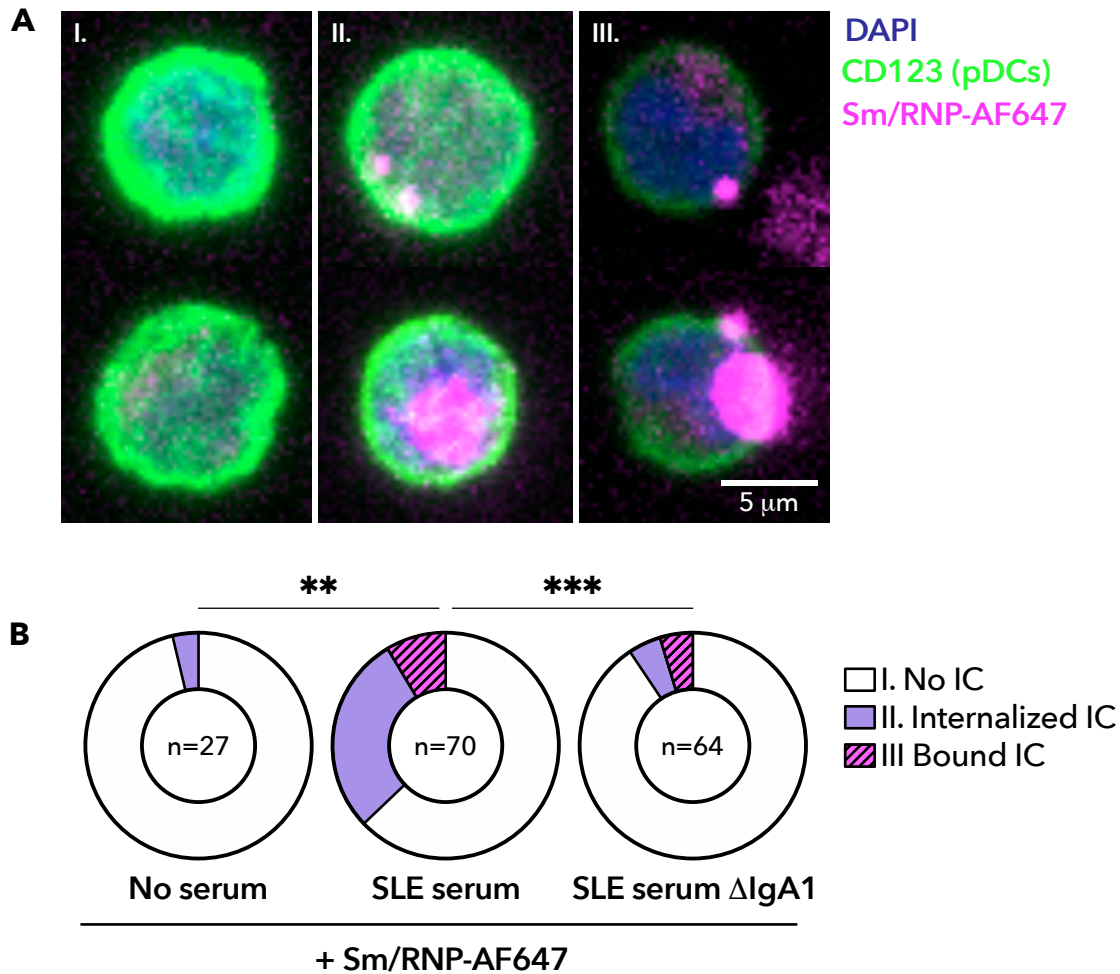 A
I.
II.
III.
DAPI
CD123 (pDCs)
Sm/RNP-AF647
5 μm
** ***
B
n=27
n=70
n=64
I. No IC
II. Internalized IC
III Bound IC
No serum
SLE serum
SLE serum ΔIgA1
+ Sm/RNP-AF647